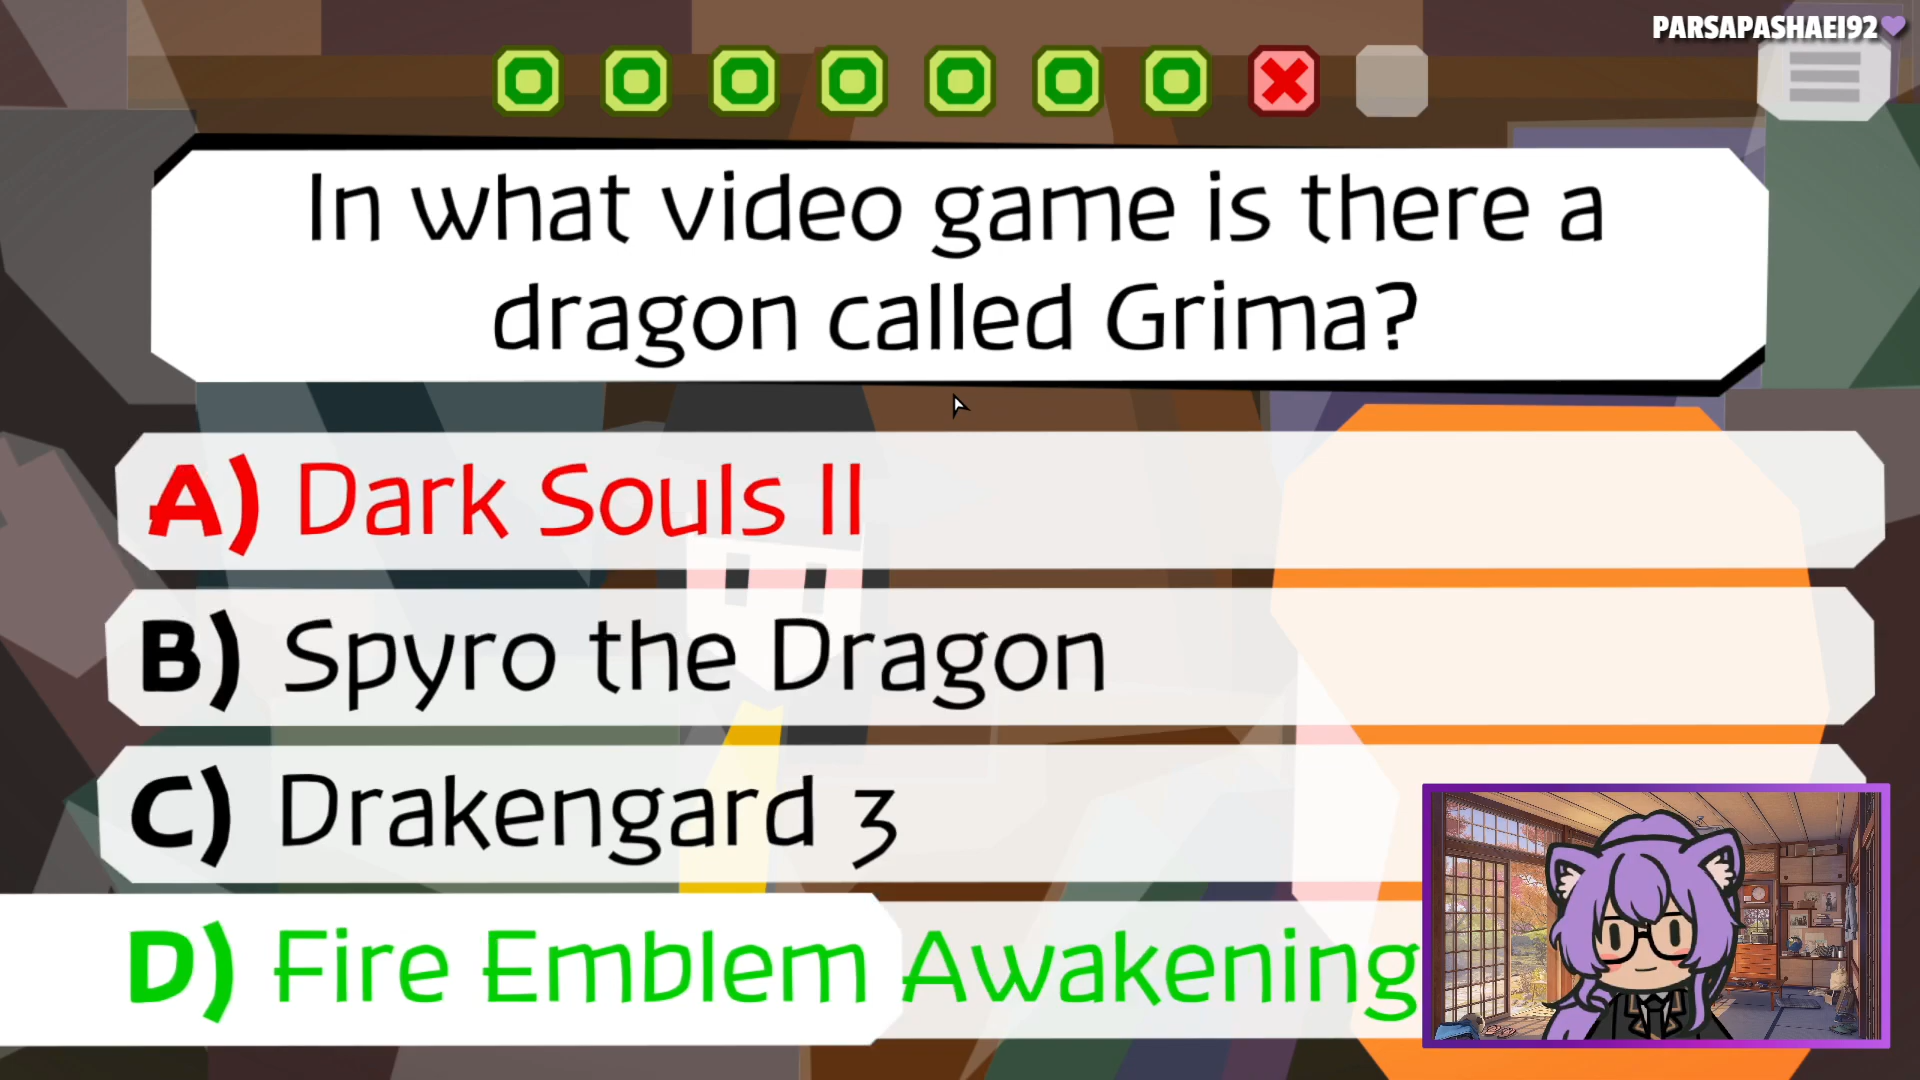 PARSAPASHAEI92
In what video game is there a
dragon called Grima?
A) Dark Souls II
B) Spyro the Dragon
C) Drakengard 3
D) Fire Emblem Awakening